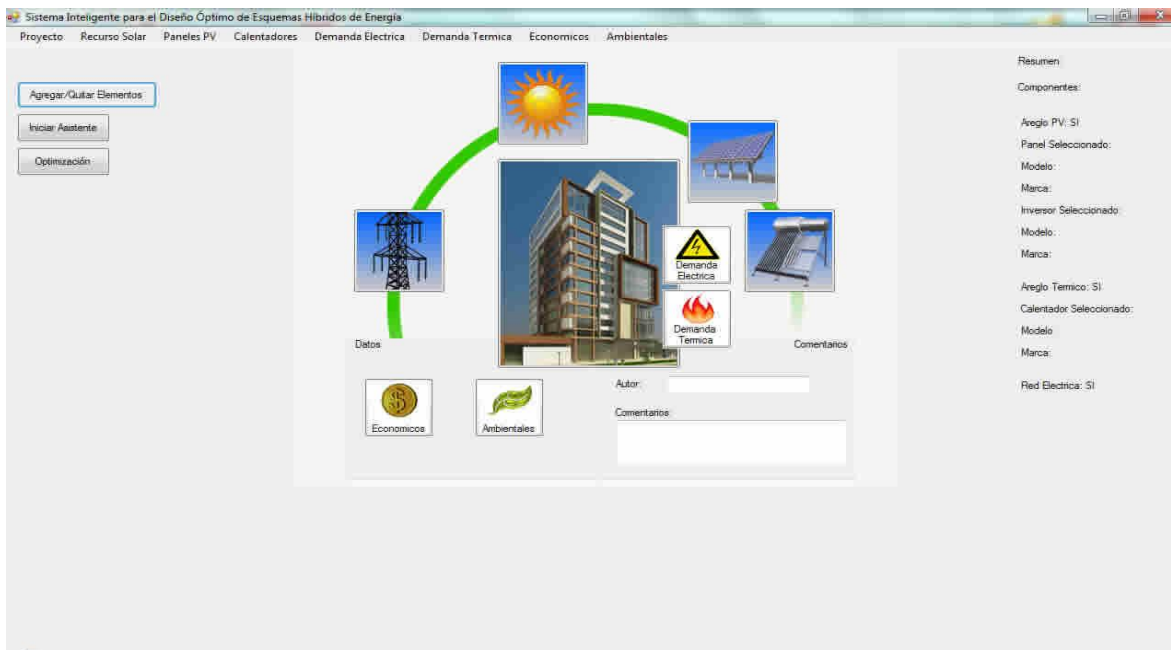 Sistema Inteligente para el Diseño Óptimo de Esquemas Híbridos de Energía
Proyecto Recurso Solar Paneles PV Calentadores Demanda Electrica Demanda Termica Economicos Ambientales
Agregar/Quitar Elementos
Iniciar Asistente
Optimización
Demanda
Electrica
Demanda
Termica
Datos
Economicos
Ambientales
Comentarios
Autor:
Comentarios
Resumen
Componentes:
Areglo PV: SI
Panel Seleccionado:
Modelo:
Marca:
Inversor Seleccionado
Modelo:
Marca:
Areglo Termico: SI
Calentador Seleccionado:
Modelo
Marca:
Red Electrica: SI